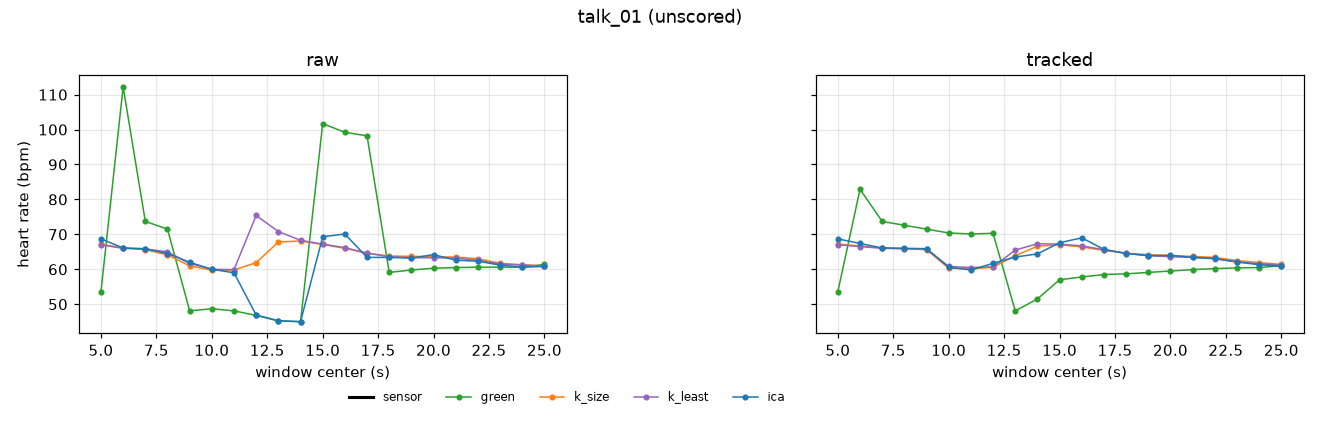 talk_01 (unscored)
raw
tracked
heart rate (bpm)
110
100
90
80
70
60
50
5.0 7.5 10.0 12.5 15.0 17.5 20.0 22.5 25.0
5.0 7.5 10.0 12.5 15.0 17.5 20.0 22.5 25.0
window center (s)
window center (s)
sensor green k_size k_least ica